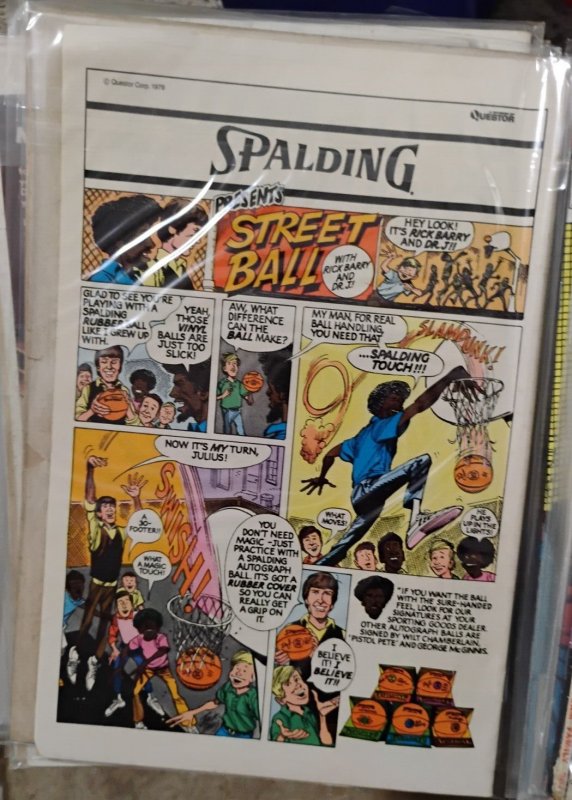 © Questor Corp. 1979
QUESTOR
SPALDING
PRESENTS
STREET
BALL
WITH
RICK BARRY
AND
DR. J!
HEY LOOK!
IT'S RICK BARRY
AND DR. J!!
GLAD TO SEE YOU'RE
PLAYING WITH A
SPALDING
RUBBER BALL
LIKE I GREW UP
WITH.
YEAH,
THOSE
VINYL
BALLS ARE
JUST TOO
SLICK!
AW, WHAT
DIFFERENCE
CAN THE
BALL MAKE?
MY MAN, FOR REAL
BALL HANDLING,
YOU NEED THAT
...SPALDING
TOUCH!!!
SLAMDUNK!
WHAT
MOVES!
HE
PLAYS
UP IN THE
LIGHTS!
NOW IT'S MY TURN,
JULIUS!
A
30-
FOOTER!!
WHAT
A MAGIC
TOUCH!
SWISH!
YOU
DON'T NEED
MAGIC -JUST
PRACTICE WITH
A SPALDING
AUTOGRAPH
BALL. IT'S GOT A
RUBBER COVER
SO YOU CAN
REALLY GET
A GRIP ON
IT.
I
BELIEVE
IT! I
BELIEVE
IT!!
"IF YOU WANT THE BALL
WITH THE SURE-HANDED
FEEL, LOOK FOR OUR
SIGNATURES AT YOUR
SPORTING GOODS DEALER.
OTHER AUTOGRAPH BALLS ARE
SIGNED BY WILT CHAMBERLAIN,
'PISTOL PETE' AND GEORGE McGINNIS.